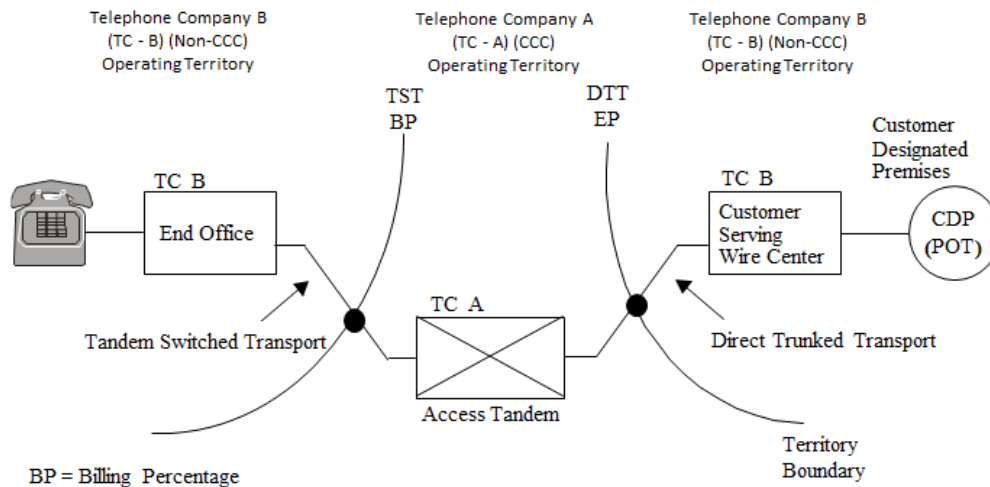 Telephone Company B
(TC - B) (Non-CCC)
Operating Territory
Telephone Company A
(TC - A) (CCC)
Operating Territory
Telephone Company B
(TC - B) (Non-CCC)
Operating Territory
TST
BP
DTT
EP
Customer
Designated
Premises
TC B
End Office
TC B
Customer
Serving
Wire Center
CDP
(POT)
TC A
Tandem Switched Transport
Direct Trunked Transport
Access Tandem
Territory
Boundary
BP = Billing Percentage